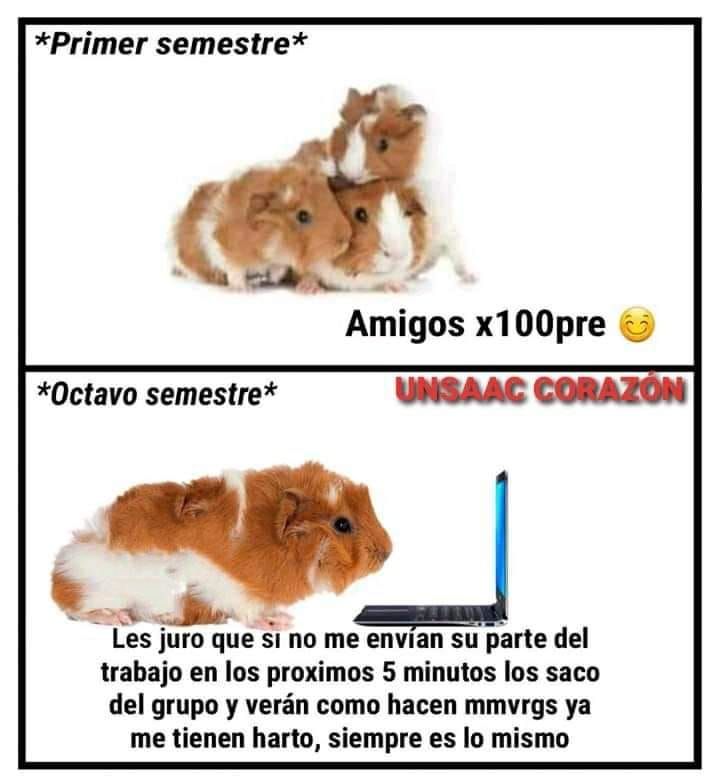 *Primer semestre*
Amigos x100pre 😊
*Octavo semestre*
UNSAAC CORAZÓN
Les juro que si no me envían su parte del
trabajo en los proximos 5 minutos los saco
del grupo y verán como hacen mmvrgs ya
me tienen harto, siempre es lo mismo